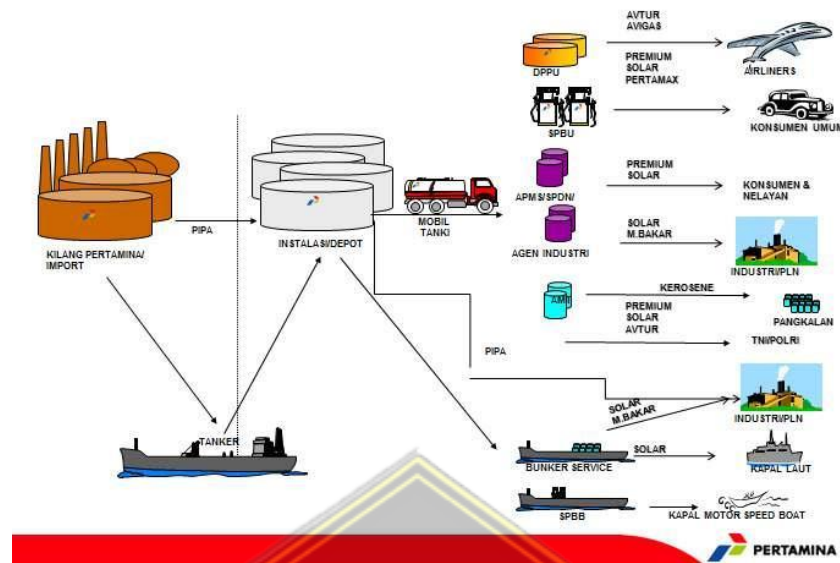 AVTUR
AVIGAS
DPPU
AIRLINERS
PREMIUM
SOLAR
PERTAMAX
SPBU
KONSUMEN UMUM
KILANG PERTAMINA/
IMPORT
PIPA
INSTALASI/DEPOT
MOBIL
TANKI
APMS/SPDN/
PREMIUM
SOLAR
KONSUMEN &
NELAYAN
AGEN INDUSTRI
SOLAR
M.BAKAR
INDUSTRI/PLN
KEROSENE
PANGKALAN
PREMIUM
SOLAR
AVTUR
TNI/POLRI
PIPA
SOLAR
M.BAKAR
INDUSTRI/PLN
TANKER
BUNKER SERVICE
SOLAR
KAPAL LAUT
SPBB
KAPAL MOTOR SPEED BOAT
PERTAMINA